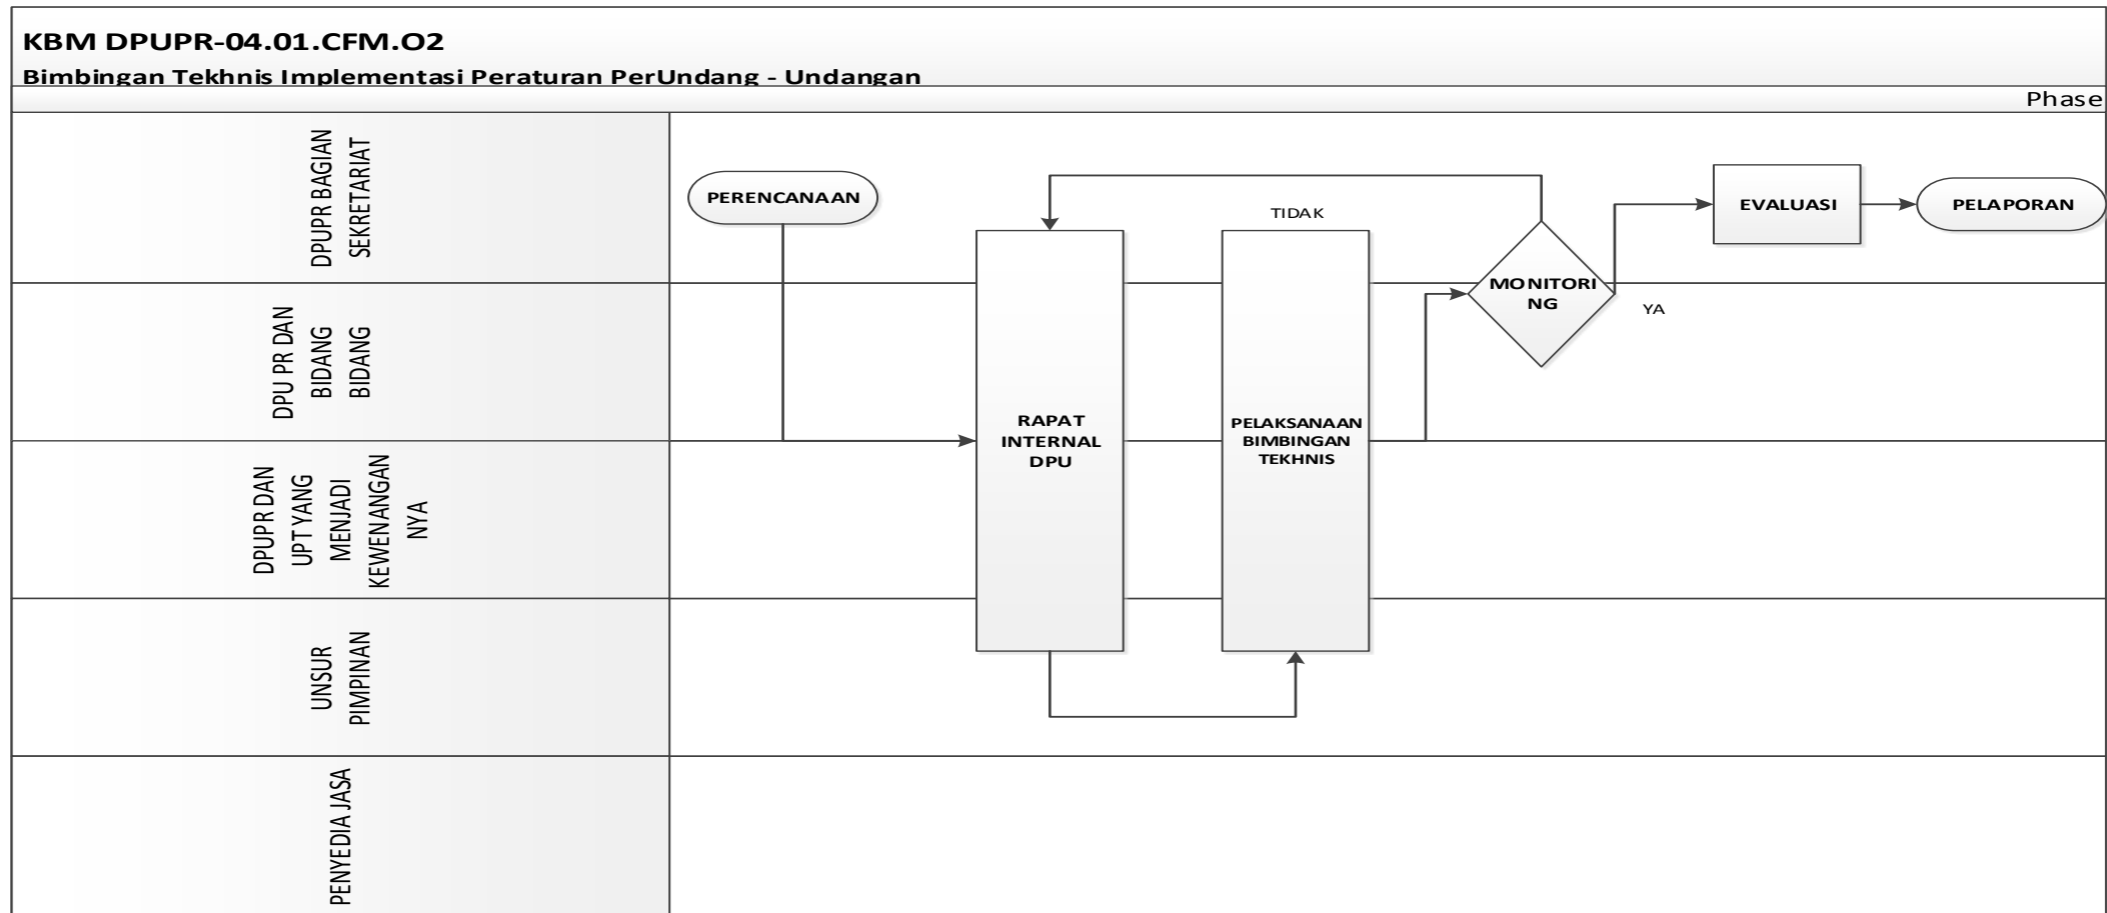 KBM DPUPR-04.01.CFM.O2
Bimbingan Tekhnis Implementasi Peraturan PerUndang - Undangan
Phase
DPUPR BAGIAN
SEKRETARIAT
PERENCANAAN
TIDAK
EVALUASI
PELAPORAN
DPU PR DAN
BIDANG
BIDANG
MONITORI
NG
YA
RAPAT
INTERNAL
DPU
PELAKSANAAN
BIMBINGAN
TEKHNIS
DPUPR DAN
UPT YANG
MENJADI
KEWENANGAN
NYA
UNSUR
PIMPINAN
PENYEDIA JASA